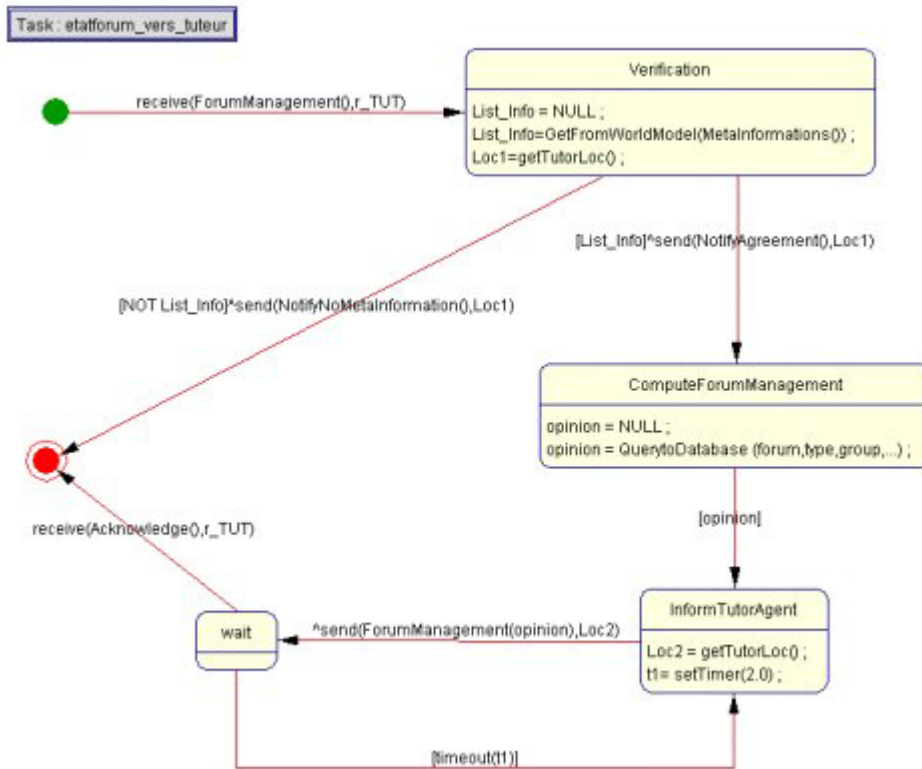 Task : etatforum_vers_tuteur
Verification
receive(ForumManagement(),r_TUT)
List_Info = NULL ;
List_Info=GetFromWorldModel(MetaInformations()) ;
Loc1=getTutorLoc() ;
[List_Info]^send(NotifyAgreement(),Loc1)
[NOT List_Info]^send(NotifyNoMetaInformation(),Loc1)
ComputeForumManagement
opinion = NULL ;
opinion = QuerytoDatabase (forum,type,group,...) ;
[opinion]
receive(Acknowledge(),r_TUT)
InformTutorAgent
wait
^send(ForumManagement(opinion),Loc2)
Loc2 = getTutorLoc() ;
t1= setTimer(2.0) ;
[timeout(t1)]